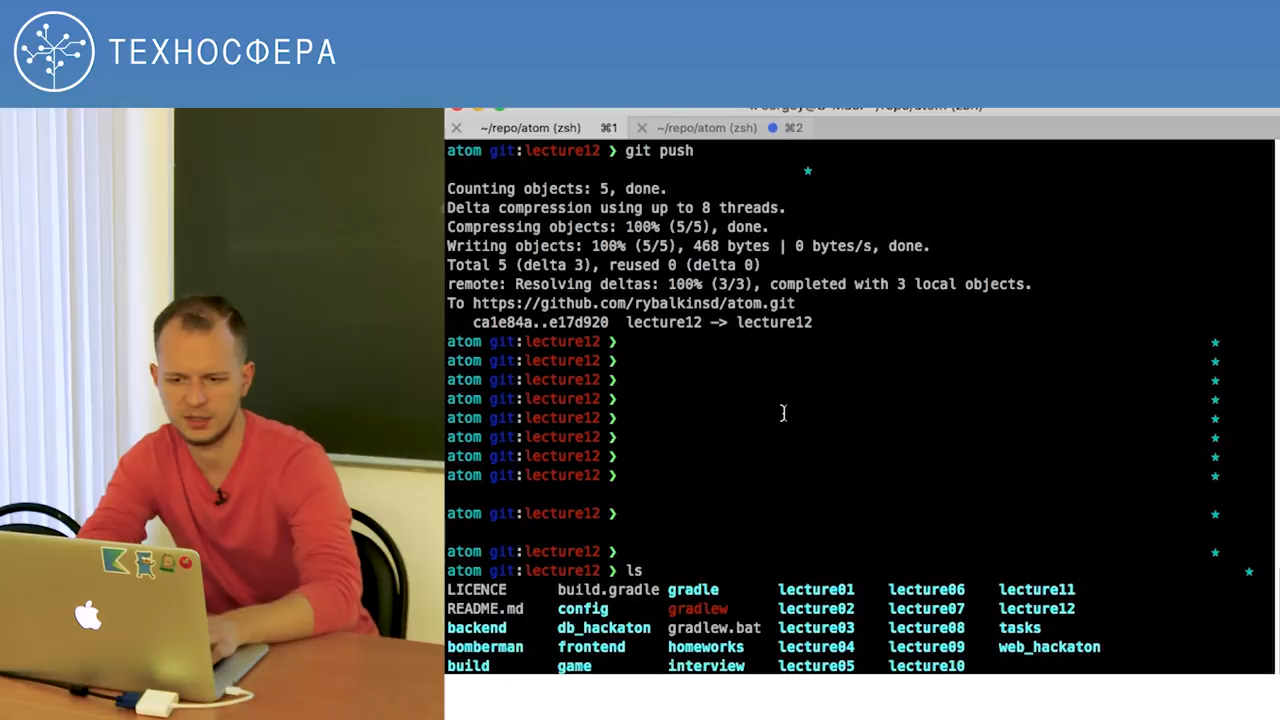 ТЕХНОСФЕРА
~/repo/atom (zsh) ⌘1 ~/repo/atom (zsh) ⌘2
atom git:lecture12 ❯ git push
*
Counting objects: 5, done.
Delta compression using up to 8 threads.
Compressing objects: 100% (5/5), done.
Writing objects: 100% (5/5), 468 bytes | 0 bytes/s, done.
Total 5 (delta 3), reused 0 (delta 0)
remote: Resolving deltas: 100% (3/3), completed with 3 local objects.
To https://github.com/rybalkinsd/atom.git
ca1e84a..e17d920 lecture12 -> lecture12
atom git:lecture12 ❯ *
atom git:lecture12 ❯ *
atom git:lecture12 ❯ *
atom git:lecture12 ❯ *
atom git:lecture12 ❯ *
atom git:lecture12 ❯ *
atom git:lecture12 ❯ *
atom git:lecture12 ❯ *
atom git:lecture12 ❯ *
atom git:lecture12 ❯ *
atom git:lecture12 ❯ ls *
LICENCE build.gradle gradle lecture01 lecture06 lecture11
README.md config gradlew lecture02 lecture07 lecture12
backend db_hackaton gradlew.bat lecture03 lecture08 tasks
bomberman frontend homeworks lecture04 lecture09 web_hackaton
build game interview lecture05 lecture10